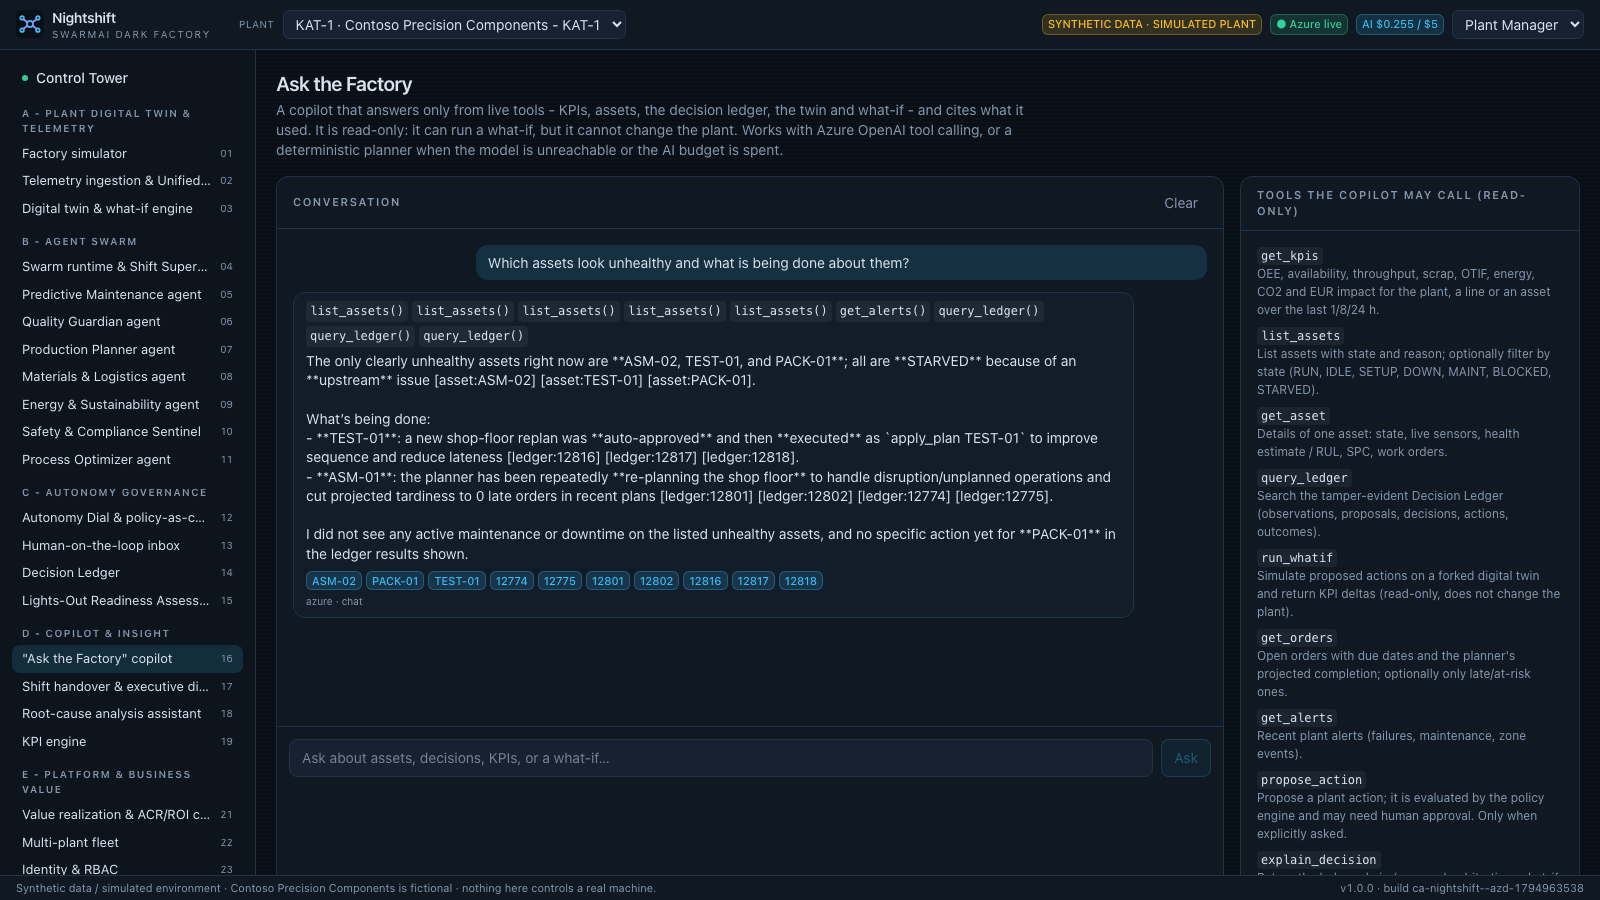 Nightshift
SWARMAI DARK FACTORY
PLANT
KAT-1 · Contoso Precision Components - KAT-1
SYNTHETIC DATA · SIMULATED PLANT
Azure live
AI $0.255 / $5
Plant Manager
Control Tower
A - PLANT DIGITAL TWIN &
TELEMETRY
Factory simulator 01
Telemetry ingestion & Unified... 02
Digital twin & what-if engine 03
B - AGENT SWARM
Swarm runtime & Shift Super... 04
Predictive Maintenance agent 05
Quality Guardian agent 06
Production Planner agent 07
Materials & Logistics agent 08
Energy & Sustainability agent 09
Safety & Compliance Sentinel 10
Process Optimizer agent 11
C - AUTONOMY GOVERNANCE
Autonomy Dial & policy-as-c... 12
Human-on-the-loop inbox 13
Decision Ledger 14
Lights-Out Readiness Assess... 15
D - COPILOT & INSIGHT
"Ask the Factory" copilot 16
Shift handover & executive di... 17
Root-cause analysis assistant 18
KPI engine 19
E - PLATFORM & BUSINESS
VALUE
Value realization & ACR/ROI c... 21
Multi-plant fleet 22
Identity & RBAC 23
Ask the Factory
A copilot that answers only from live tools - KPIs, assets, the decision ledger, the twin and what-if - and cites what it
used. It is read-only: it can run a what-if, but it cannot change the plant. Works with Azure OpenAI tool calling, or a
deterministic planner when the model is unreachable or the AI budget is spent.
CONVERSATION
Clear
Which assets look unhealthy and what is being done about them?
list_assets() list_assets() list_assets() list_assets() list_assets() get_alerts() query_ledger()
query_ledger() query_ledger()
The only clearly unhealthy assets right now are **ASM-02, TEST-01, and PACK-01**; all are **STARVED** because of an
**upstream** issue [asset:ASM-02] [asset:TEST-01] [asset:PACK-01].
What's being done:
- **TEST-01**: a new shop-floor replan was **auto-approved** and then **executed** as `apply_plan TEST-01` to improve
sequence and reduce lateness [ledger:12816] [ledger:12817] [ledger:12818].
- **ASM-01**: the planner has been repeatedly **re-planning the shop floor** to handle disruption/unplanned operations and
cut projected tardiness to 0 late orders in recent plans [ledger:12801] [ledger:12802] [ledger:12774] [ledger:12775].
I did not see any active maintenance or downtime on the listed unhealthy assets, and no specific action yet for **PACK-01** in
the ledger results shown.
ASM-02 PACK-01 TEST-01 12774 12775 12801 12802 12816 12817 12818
azure · chat
Ask about assets, decisions, KPIs, or a what-if...
Ask
TOOLS THE COPILOT MAY CALL (READ-
ONLY)
get_kpis
OEE, availability, throughput, scrap, OTIF, energy,
CO2 and EUR impact for the plant, a line or an asset
over the last 1/8/24 h.
list_assets
List assets with state and reason; optionally filter by
state (RUN, IDLE, SETUP, DOWN, MAINT, BLOCKED,
STARVED).
get_asset
Details of one asset: state, live sensors, health
estimate / RUL, SPC, work orders.
query_ledger
Search the tamper-evident Decision Ledger
(observations, proposals, decisions, actions,
outcomes).
run_whatif
Simulate proposed actions on a forked digital twin
and return KPI deltas (read-only, does not change the
plant).
get_orders
Open orders with due dates and the planner's
projected completion; optionally only late/at-risk
ones.
get_alerts
Recent plant alerts (failures, maintenance, zone
events).
propose_action
Propose a plant action; it is evaluated by the policy
engine and may need human approval. Only when
explicitly asked.
explain_decision
Synthetic data / simulated environment · Contoso Precision Components is fictional · nothing here controls a real machine.
v1.0.0 · build ca-nightshift--azd-1794963538